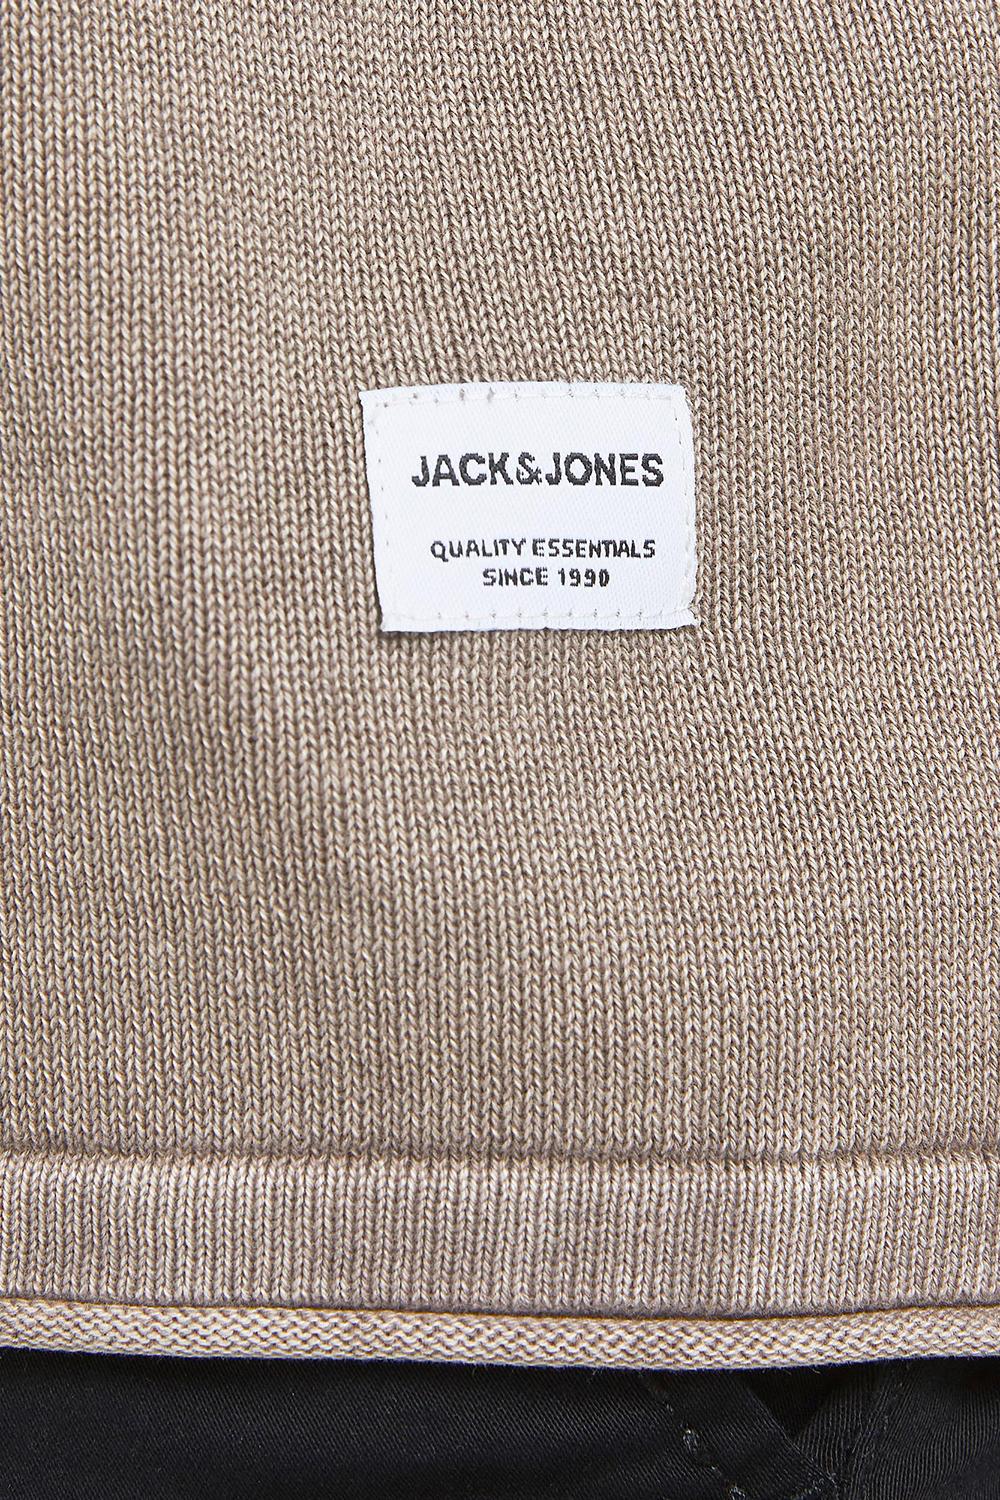 JACK&JONES
QUALITY ESSENTIALS
SINCE 1990